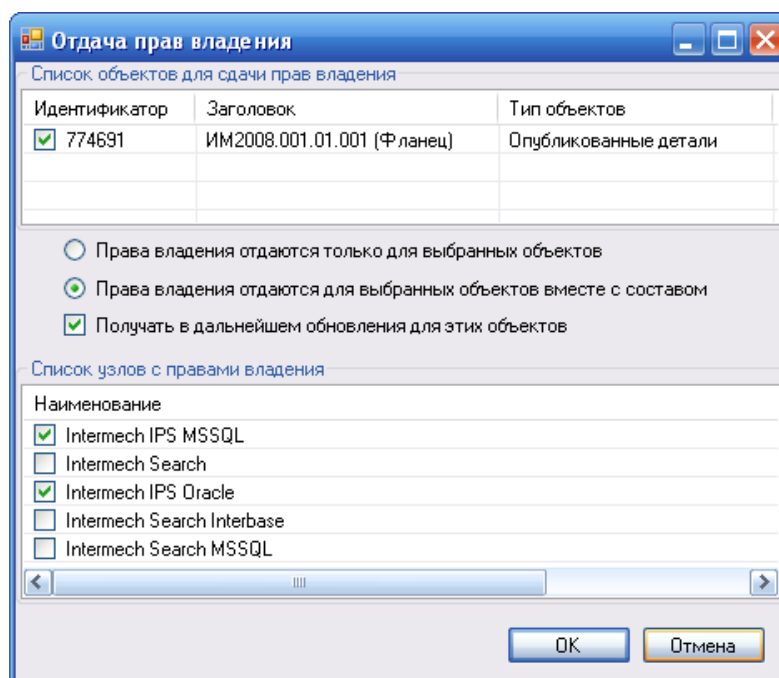 Отдача прав владения
Список объектов для сдачи прав владения
Идентификатор Заголовок Тип объектов
774691 ИМ2008.001.01.001 (Фланец) Опубликованные детали
Права владения отдаются только для выбранных объектов
Права владения отдаются для выбранных объектов вместе с составом
Получать в дальнейшем обновления для этих объектов
Список узлов с правами владения
Наименование
Intermech IPS MSSQL
Intermech Search
Intermech IPS Oracle
Intermech Search Interbase
Intermech Search MSSQL
OK Отмена